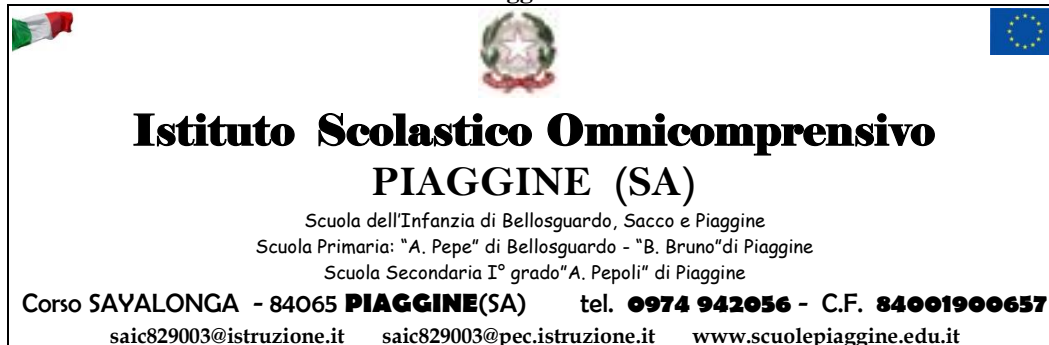 Istituto Scolastico Omnicomprensivo
PIAGGINE (SA)
Scuola dell'Infanzia di Bellosguardo, Sacco e Piaggine
Scuola Primaria: "A. Pepe" di Bellosguardo - "B. Bruno"di Piaggine
Scuola Secondaria I° grado"A. Pepoli" di Piaggine
Corso SAYALONGA - 84065 PIAGGINE(SA) tel. 0974 942056 - C.F. 84001900657
saic829003@istruzione.it saic829003@pec.istruzione.it www.scuolepiaggine.edu.it